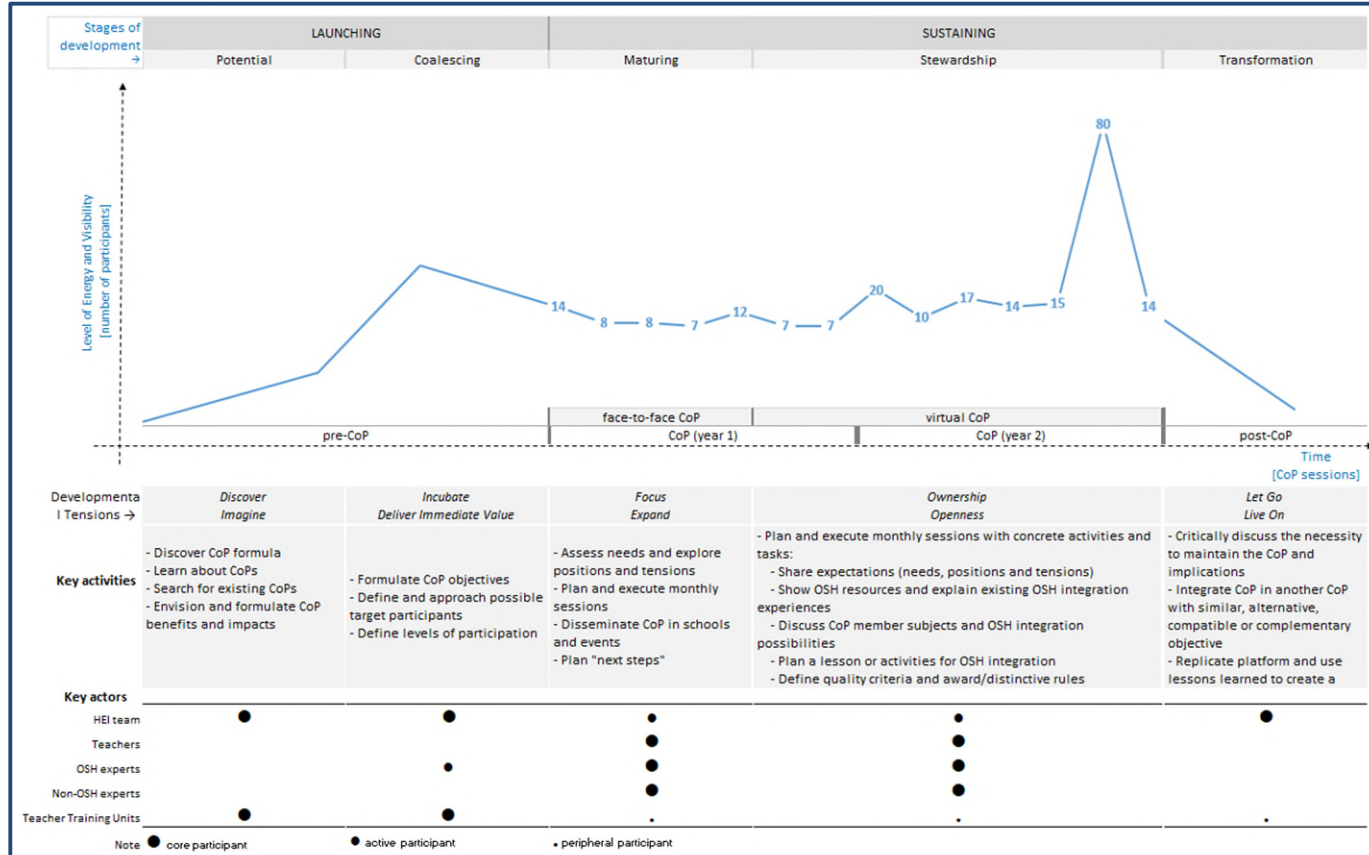 Stages of development →
LAUNCHING
SUSTAINING
Potential
Coalescing
Maturing
Stewardship
Transformation
Level of Energy and Visibility
[number of participants]
14
8
8
7
12
7
7
20
10
17
14
15
80
14
face-to-face CoP
virtual CoP
pre-CoP
CoP (year 1)
CoP (year 2)
post-CoP
Time
[CoP sessions]
Developmenta
l Tensions →
Discover
Imagine
Incubate
Deliver Immediate Value
Focus
Expand
Ownership
Openness
Let Go
Live On
Key activities
- Discover CoP formula
- Learn about CoPs
- Search for existing CoPs
- Envision and formulate CoP
benefits and impacts
- Formulate CoP objectives
- Define and approach possible
target participants
- Define levels of participation
- Assess needs and explore
positions and tensions
- Plan and execute monthly
sessions
- Disseminate CoP in schools
and events
- Plan "next steps"
- Plan and execute monthly sessions with concrete activities and
tasks:
- Share expectations (needs, positions and tensions)
- Show OSH resources and explain existing OSH integration
experiences
- Discuss CoP member subjects and OSH integration
possibilities
- Plan a lesson or activities for OSH integration
- Define quality criteria and award/distinctive rules
- Critically discuss the necessity
to maintain the CoP and
implications
- Integrate CoP in another CoP
with similar, alternative,
compatible or complementary
objective
- Replicate platform and use
lessons learned to create a
Key actors
HEI team
Teachers
OSH experts
Non-OSH experts
Teacher Training Units
Note ● core participant
● active participant
• peripheral participant